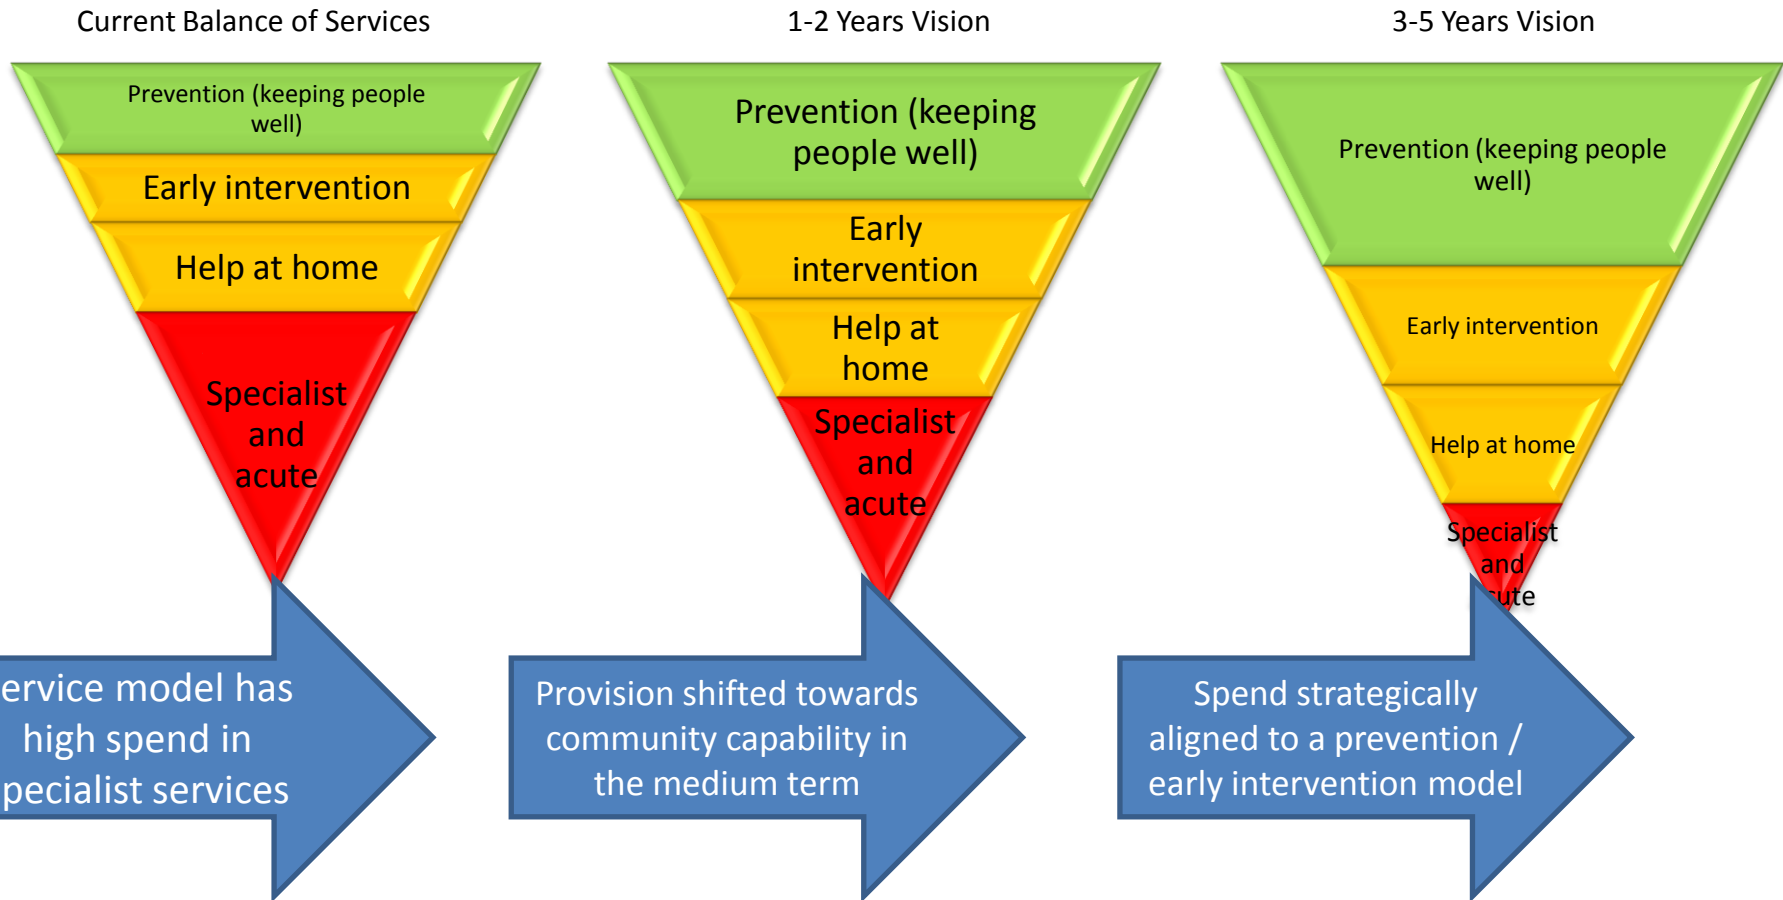 Current Balance of Services
Prevention (keeping people
well)
Early intervention
Help at home
Specialist
and
acute
ervice model has
high spend in
pecialist services
1-2 Years Vision
Prevention (keeping
people well)
Early
intervention
Help at
home
Specialist
and
acute
Provision shifted towards
community capability in
the medium term
3-5 Years Vision
Prevention (keeping people
well)
Early intervention
Help at home
Specialist
and
cute
Spend strategically
aligned to a prevention /
early intervention model